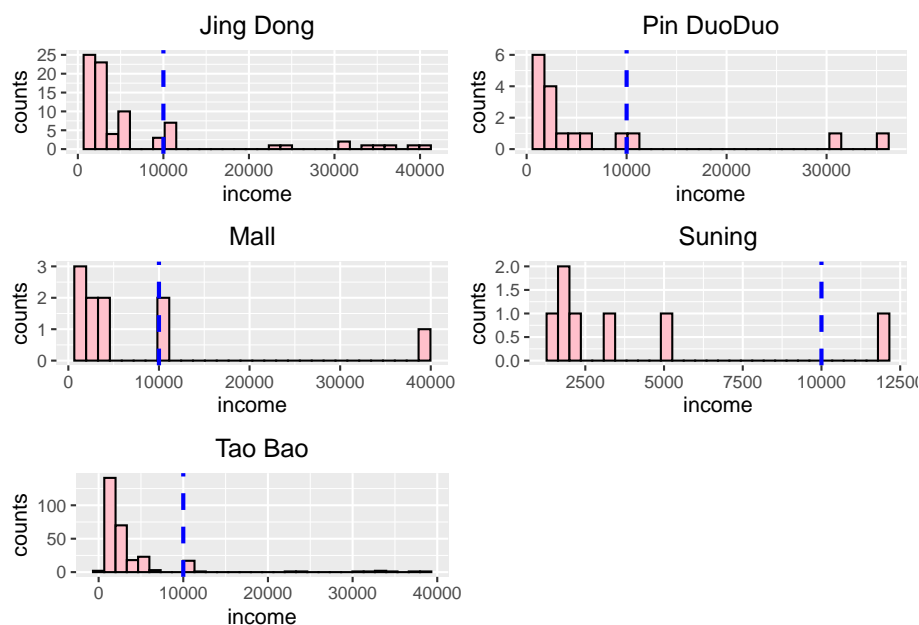 Jing Dong
counts
25
20
15
10
5
0
0 10000 20000 30000 40000
income
Pin DuoDuo
counts
6
4
2
0
0 10000 20000 30000
income
Mall
counts
3
2
1
0
0 10000 20000 30000 40000
income
Suning
counts
2.0
1.5
1.0
0.5
0.0
2500 5000 7500 10000 12500
income
Tao Bao
counts
100
50
0
0 10000 20000 30000 40000
income